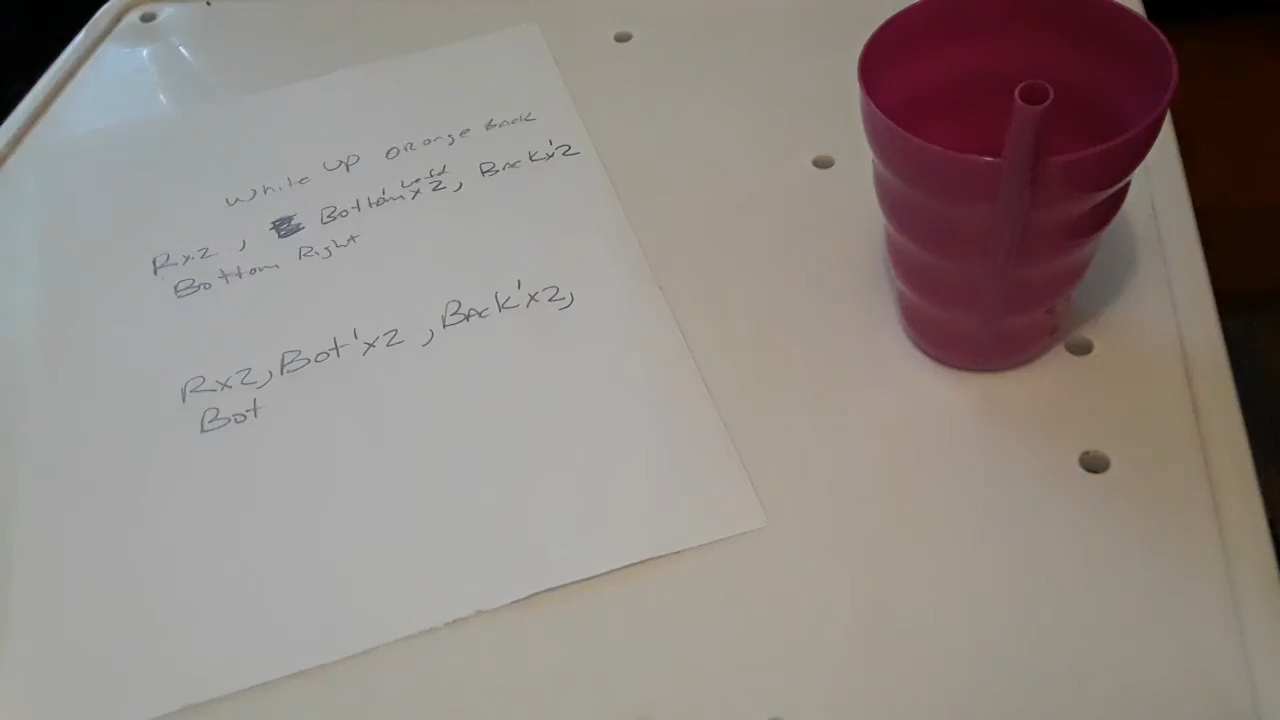 White up orange Back
Rx2, Bottom' Left x2, Back'x2
Bottom Right
Rx2, Bot'x2, Back'x2,
Bot